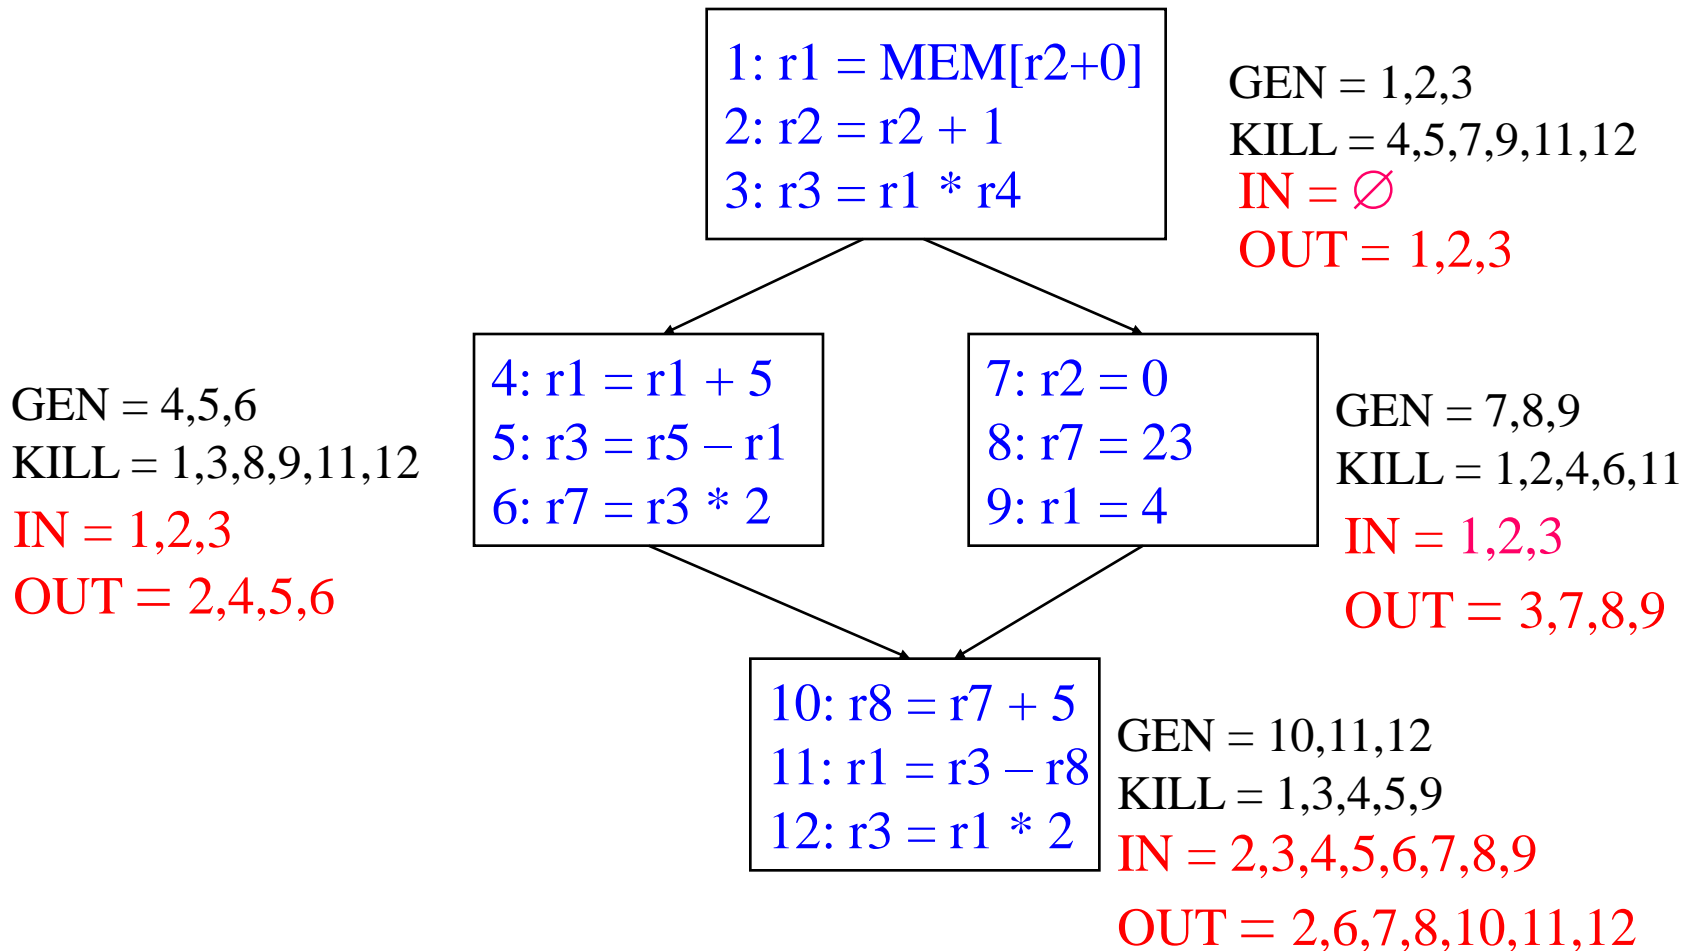 1: r1 = MEM[r2+0]
2: r2 = r2 + 1
3: r3 = r1 * r4
GEN = 1,2,3
KILL = 4,5,7,9,11,12
IN = ∅
OUT = 1,2,3
GEN = 4,5,6
KILL = 1,3,8,9,11,12
IN = 1,2,3
OUT = 2,4,5,6
4: r1 = r1 + 5
5: r3 = r5 – r1
6: r7 = r3 * 2
7: r2 = 0
8: r7 = 23
9: r1 = 4
GEN = 7,8,9
KILL = 1,2,4,6,11
IN = 1,2,3
OUT = 3,7,8,9
10: r8 = r7 + 5
11: r1 = r3 – r8
12: r3 = r1 * 2
GEN = 10,11,12
KILL = 1,3,4,5,9
IN = 2,3,4,5,6,7,8,9
OUT = 2,6,7,8,10,11,12